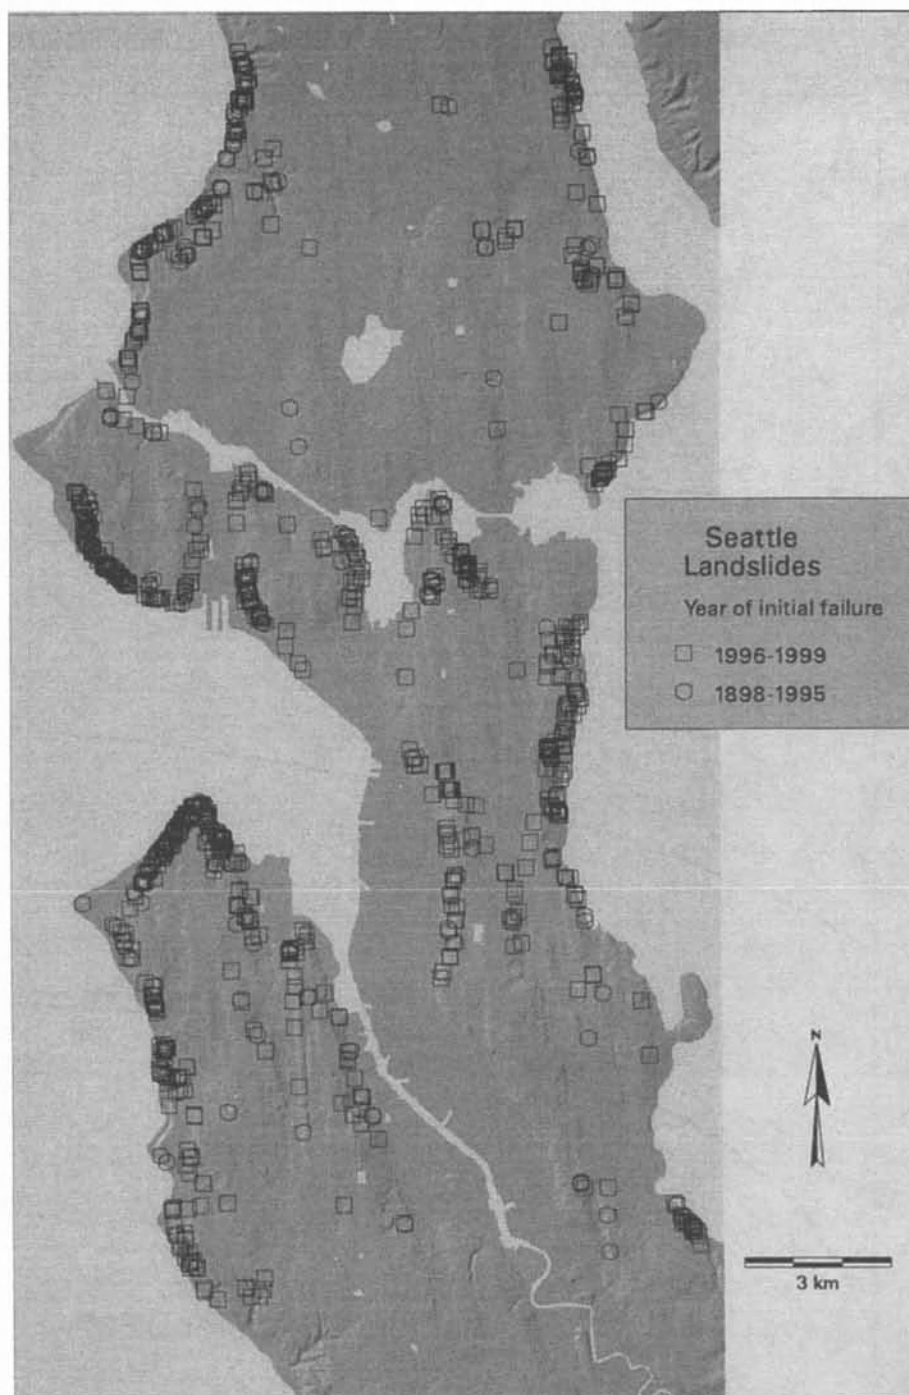 Seattle
Landslides
Year of initial failure
1996-1999
1898-1995
N
3 km